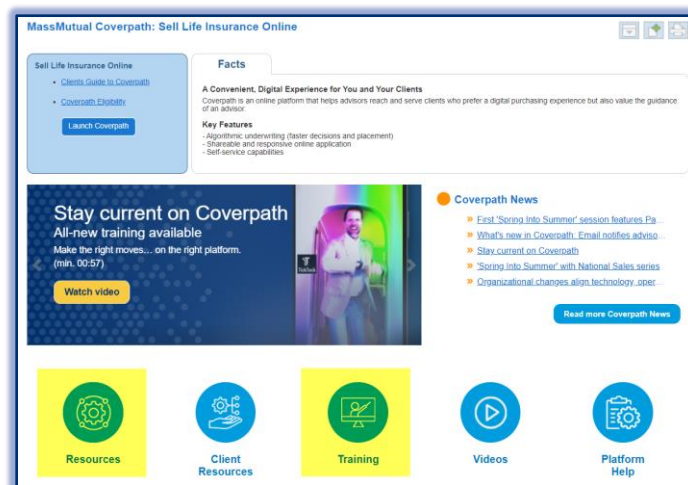 MassMutual Coverpath: Sell Life Insurance Online
Sell Life Insurance Online
Clients Guide to Coverpath
Coverpath Eligibility
Launch Coverpath
Facts
A Convenient, Digital Experience for You and Your Clients
Coverpath is an online platform that helps advisors reach and serve clients who prefer a digital purchasing experience but also value the guidance
of an advisor.
Key Features
- Algorithmic underwriting (faster decisions and placement)
- Shareable and responsive online application
- Self-service capabilities
Stay current on Coverpath
All-new training available
Make the right moves... on the right platform.
(min. 00:57)
Watch video
Coverpath News
» First 'Spring Into Summer' session features Pa...
» What's new in Coverpath: Email notifies adviso...
» Stay current on Coverpath
» 'Spring Into Summer' with National Sales series
» Organizational changes align technology, oper...
Read more Coverpath News
Resources
Client
Resources
Training
Videos
Platform
Help